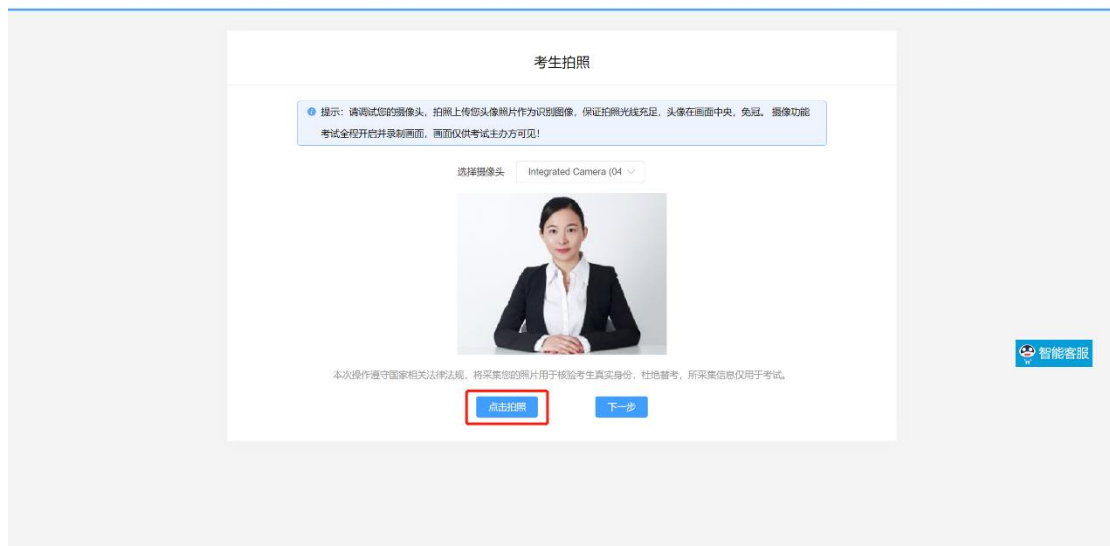 考生拍照
提示：请调试您的摄像头，拍照上传您头像照片作为识别图像，保证拍照光线充足，头像在画面中央，免冠。 摄像功能
考试全程开启并录制画面，画面仅供考试主办方可见！
选择摄像头 Integrated Camera (04
本次操作遵守国家相关法律法规，将采集您的照片用于核验考生真实身份，杜绝替考，所采集信息仅用于考试。
点击拍照 下一步
智能客服